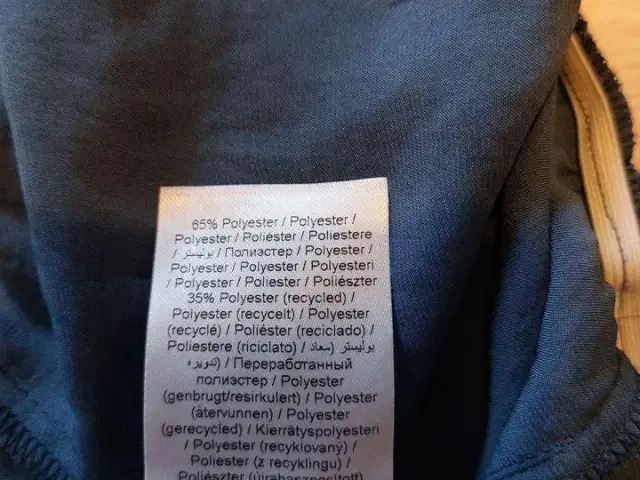 65% Polyester / Polyester /
Polyester / Poliéster / Poliestere
/ بوليستر / Полиэстер / Polyester /
Polyester / Polyester / Polyesteri
/ Polyester / Poliester / Poliészter
35% Polyester (recycled) /
Polyester (recycelt) / Polyester
(recyclé) / Poliéster (reciclado) /
Poliestere (riciclato) / بوليستر (معاد
تدويره) / Переработанный
полиэстер / Polyester
(genbrugt/resirkulert) / Polyester
(återvunnen) / Polyester
(gerecycled) / Kierrätyspolyesteri
/ Polyester (recyklovaný) /
Poliester (z recyklingu) /
Poliészter (újrahasznosított)